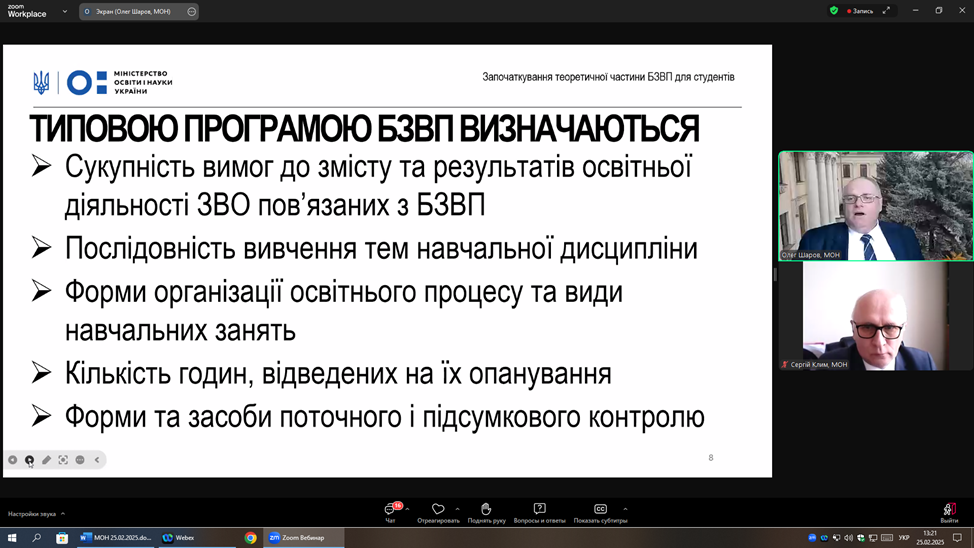 zoom
Workplace
Экран (Олег Шаров, МОН)
Запись
МІНІСТЕРСТВО
ОСВІТИ І НАУКИ
УКРАЇНИ
Започаткування теоретичної частини БЗВП для студентів
ТИПОВОЮ ПРОГРАМОЮ БЗВП ВИЗНАЧАЮТЬСЯ
Сукупність вимог до змісту та результатів освітньої
діяльності ЗВО пов’язаних з БЗВП
Послідовність вивчення тем навчальної дисципліни
Форми організації освітнього процесу та види
навчальних занять
Кількість годин, відведених на їх опанування
Форми та засоби поточного і підсумкового контролю
8
Олег Шаров, МОН
Сергій Клим, МОН
Настройки звука
16
Чат
Отреагировать
Поднять руку
Вопросы и ответы
Показать субтитры
Выйти
МОН 25.02.2025.do...
Webex
Zoom Вебинар
УКР
13:21
25.02.2025